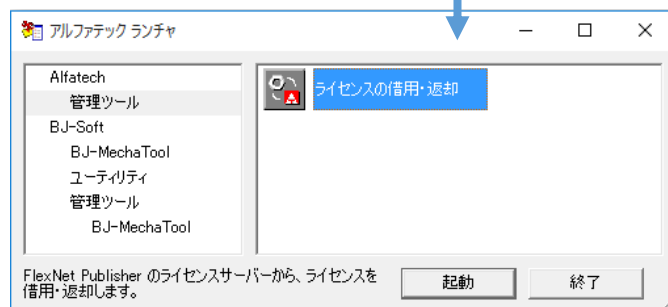 アルファテック ランチャ
Alfatech
管理ツール
BJ-Soft
BJ-MechaTool
ユーティリティ
管理ツール
BJ-MechaTool
ライセンスの借用・返却
FlexNet Publisher のライセンスサーバーから、ライセンスを
借用・返却します。
起動
終了